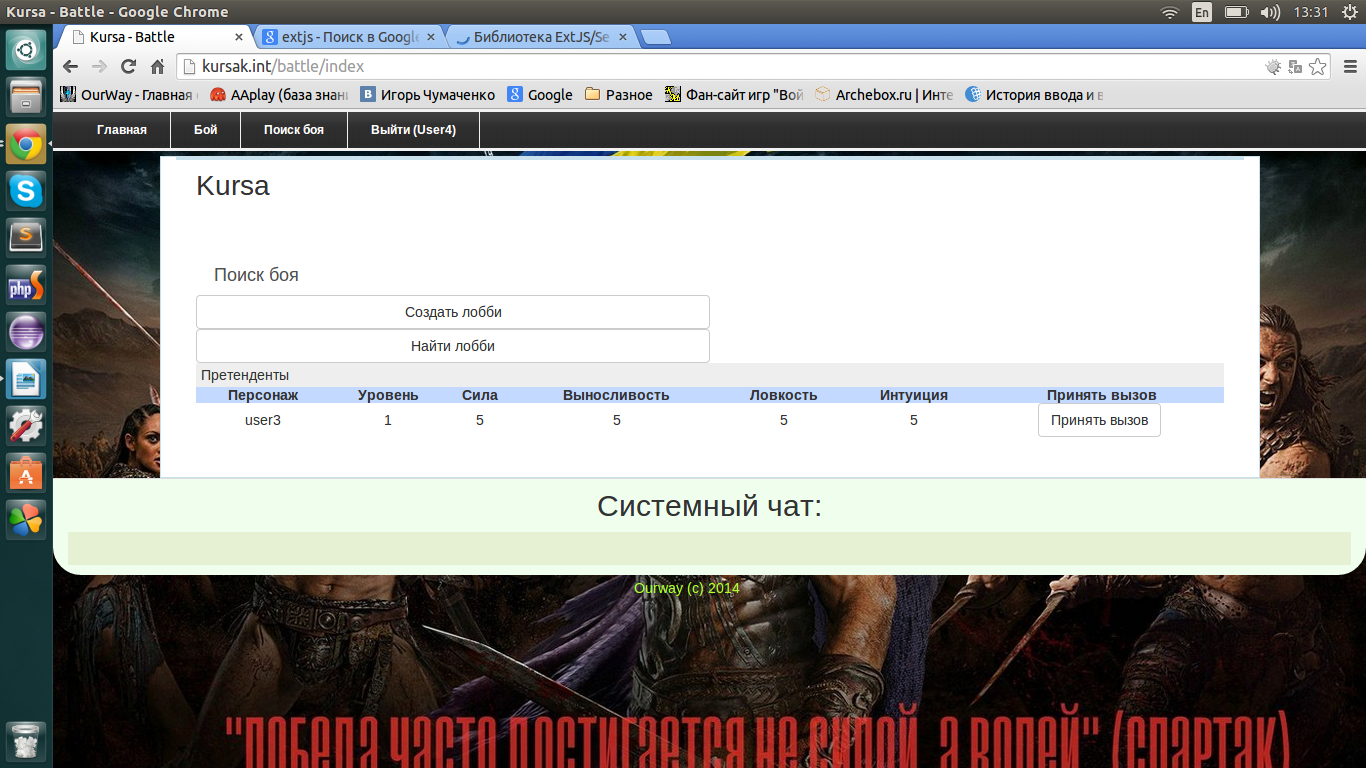 Kursa - Battle - Google Chrome
En
13:31
Kursa - Battle
extjs - Поиск в Google
Библиотека ExtJS/Se
kursak.int/battle/index
OurWay - Главная
AAplay (база знани
Игорь Чумаченко
Google
Разное
Фан-сайт игр "Вой
Archebox.ru | Инте
История ввода и в
Главная
Бой
Поиск боя
Выйти (User4)
Kursa
Поиск боя
Создать лобби
Найти лобби
Претенденты
Персонаж Уровень Сила Выносливость Ловкость Интуиция Принять вызов
user3 1 5 5 5 5 Принять вызов
Системный чат:
Ourway (c) 2014
"ПОБЕДА ЧАСТО ДОСТИГАЕТСЯ НЕ СИЛОЙ, А ВОЛЕЙ" (СПАРТАК)